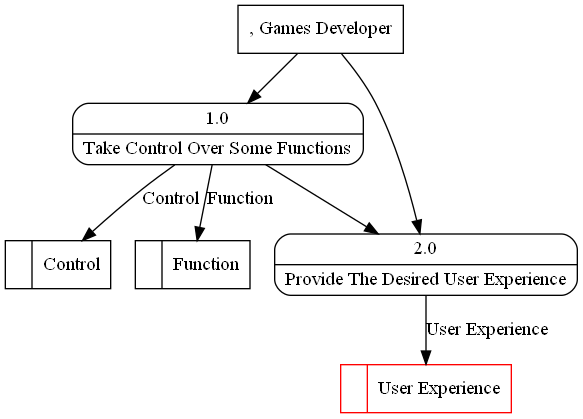 , Games Developer
1.0
Take Control Over Some Functions
Control
Function
Control
Function
2.0
Provide The Desired User Experience
User Experience
User Experience